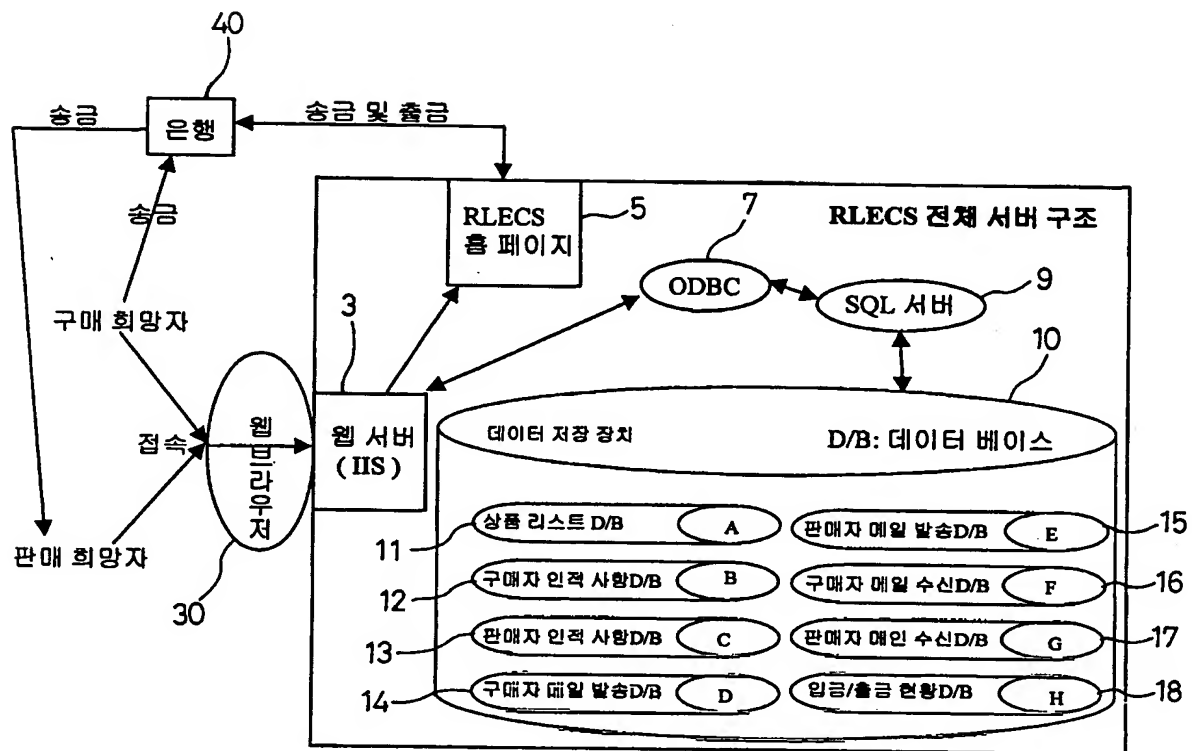 40
송금
은행
송금 및 출금
송금
RLECS
홈 페이지
5
7
RLECS 전체 서버 구조
ODBC
SQL 서버
9
구매 희망자
3
10
접속
웹브라우저
웹 서버
(IIS)
데이터 저장 장치
D/B: 데이터 베이스
판매 희망자
30
11
상품 리스트 D/B
A
판매자 메일 발송D/B
E
15
12
구매자 인적 사항D/B
B
구매자 메일 수신D/B
F
16
13
판매자 인적 사항D/B
C
판매자 메인 수신D/B
G
17
14
구매자 메일 발송D/B
D
입금/출금 현황D/B
H
18